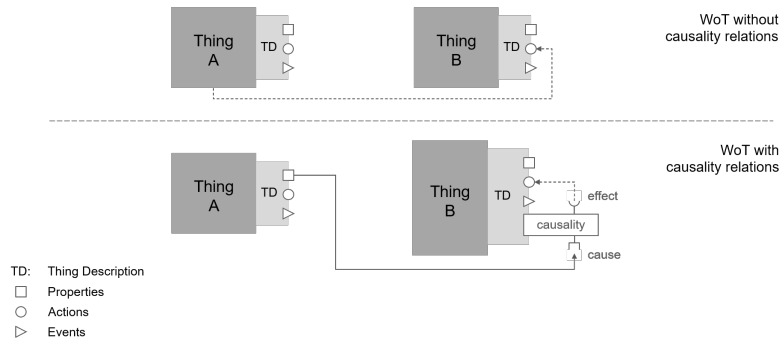 WoT without
causality relations
Thing
A
TD
Thing
B
TD
WoT with
causality relations
Thing
A
TD
Thing
B
TD
effect
causality
cause
TD: Thing Description
Properties
Actions
Events